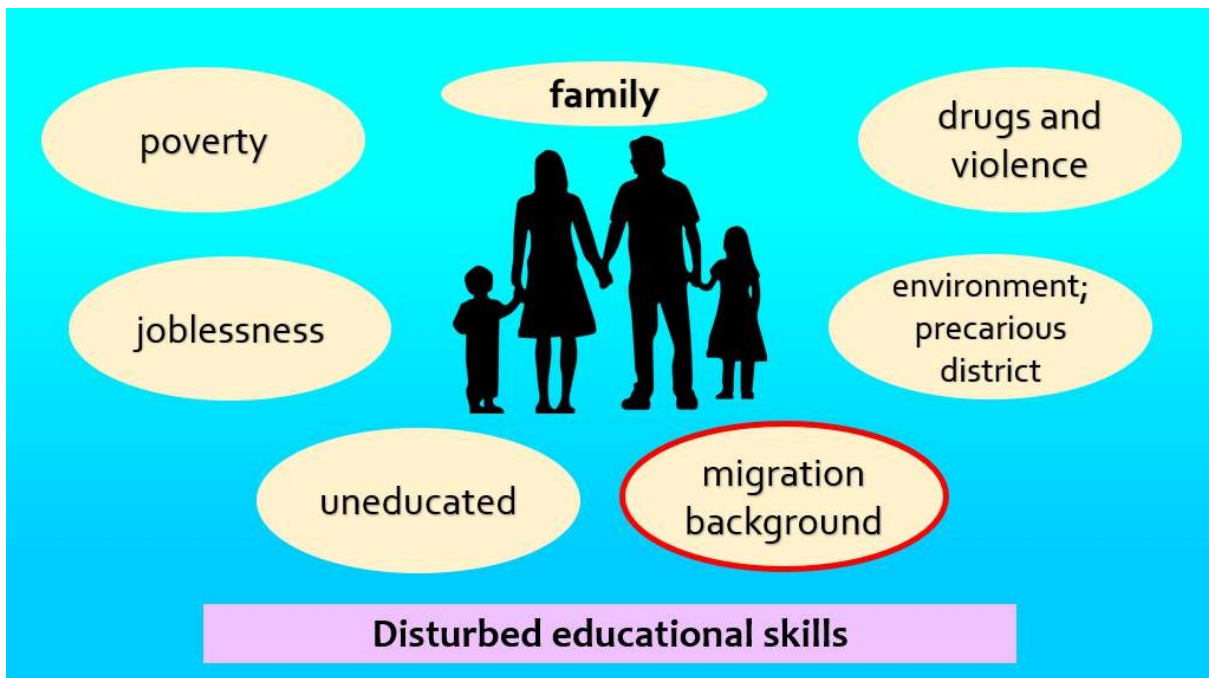 family
poverty
drugs and
violence
joblessness
environment;
precarious
district
uneducated
migration
background
Disturbed educational skills